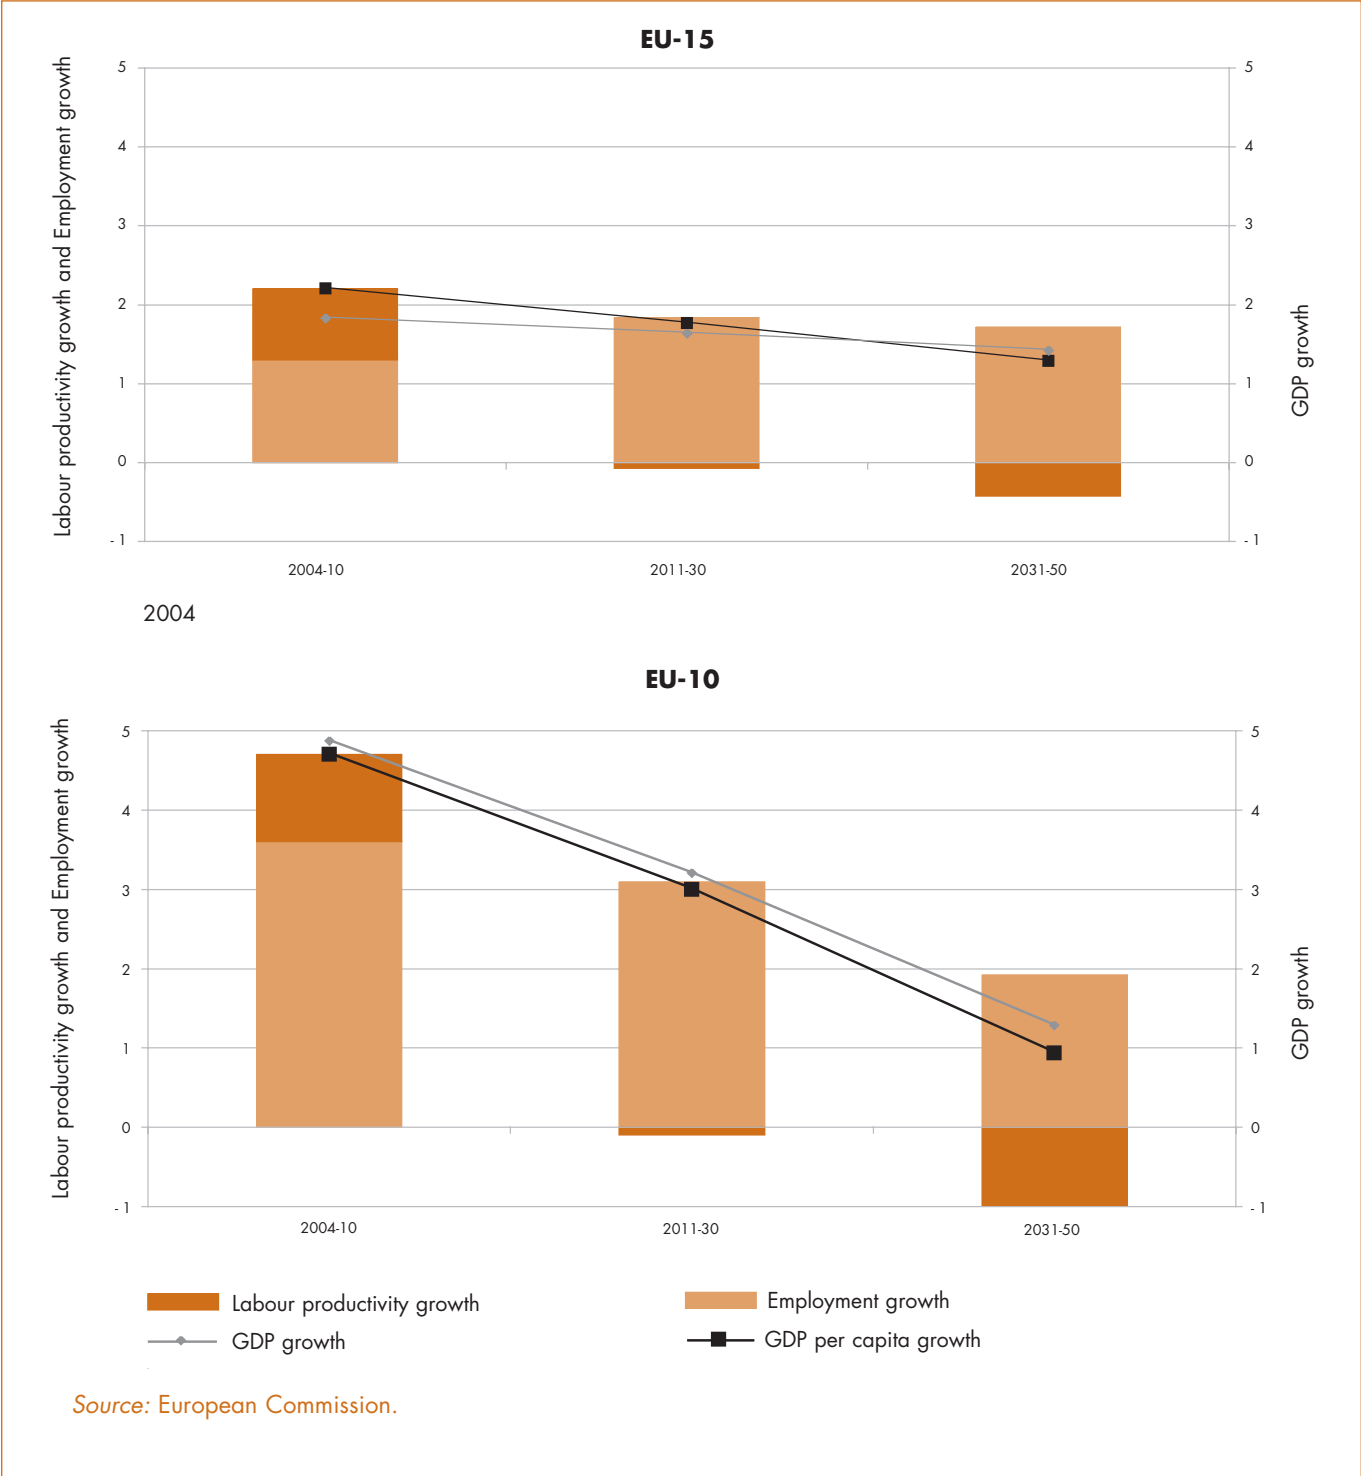 EU-15
Labour productivity growth and Employment growth
5
4
3
2
1
0
- 1
5
4
3
2
1
0
- 1
GDP growth
2004-10 2011-30 2031-50
2004
EU-10
Labour productivity growth and Employment growth
5
4
3
2
1
0
- 1
5
4
3
2
1
0
- 1
GDP growth
2004-10 2011-30 2031-50
Labour productivity growth Employment growth
GDP growth GDP per capita growth
Source: European Commission.